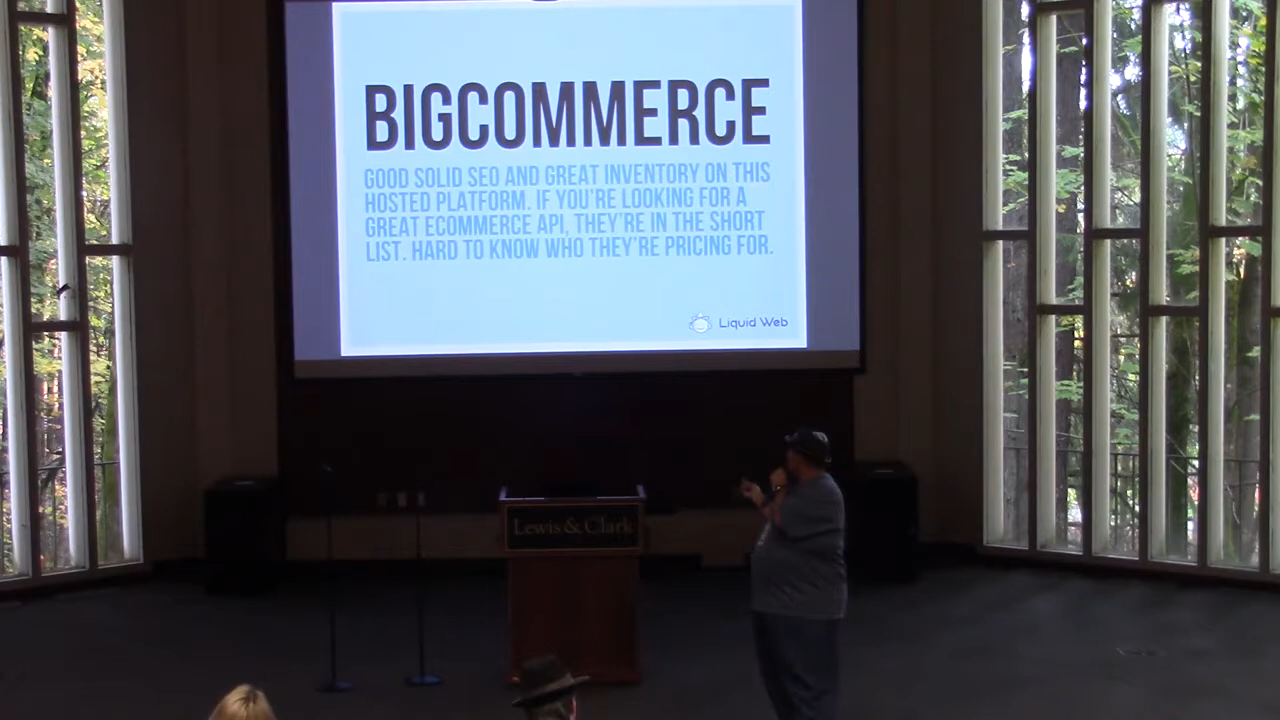 BIGCOMMERCE
GOOD SOLID SEO AND GREAT INVENTORY ON THIS
HOSTED PLATFORM. IF YOU'RE LOOKING FOR A
GREAT ECOMMERCE API, THEY'RE IN THE SHORT
LIST. HARD TO KNOW WHO THEY'RE PRICING FOR.
Liquid Web
Lewis & Clark